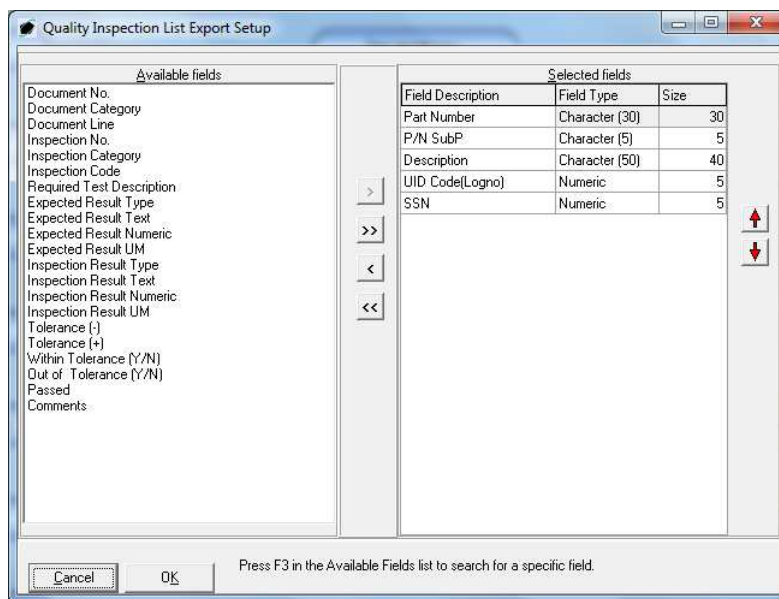 Quality Inspection List Export Setup
Available fields
Document No.
Document Category
Document Line
Inspection No.
Inspection Category
Inspection Code
Required Test Description
Expected Result Type
Expected Result Text
Expected Result Numeric
Expected Result UM
Inspection Result Type
Inspection Result Text
Inspection Result Numeric
Inspection Result UM
Tolerance (-)
Tolerance (+)
Within Tolerance (Y/N)
Out of Tolerance (Y/N)
Passed
Comments
>
>>
<
<<
Selected fields
Field Description Field Type Size
Part Number Character (30) 30
P/N SubP Character (5) 5
Description Character (50) 40
UID Code(Logno) Numeric 5
SSN Numeric 5
Cancel OK Press F3 in the Available Fields list to search for a specific field.